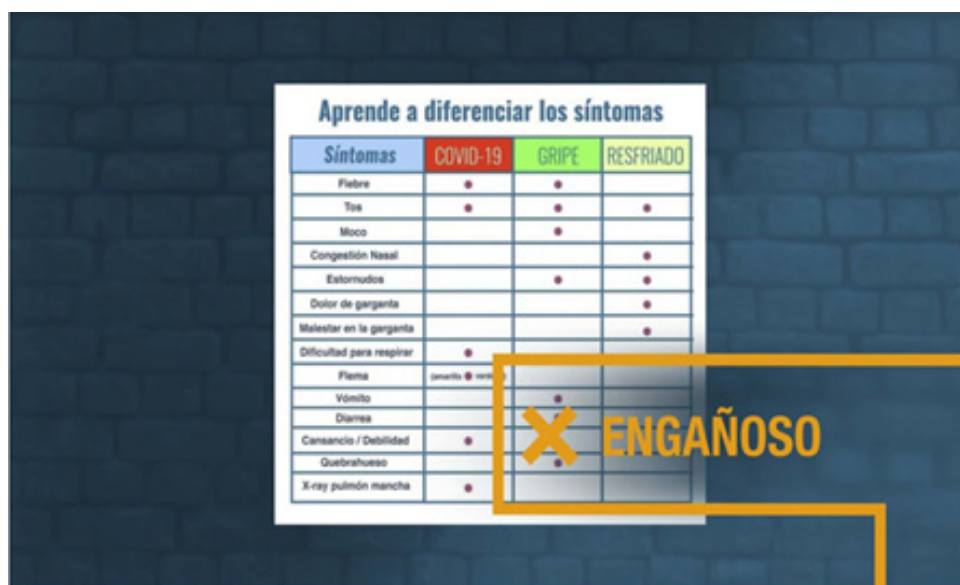 Aprende a diferenciar los síntomas
Síntomas COVID-19 GRIPE RESFRIADO
Fiebre
Tos
Moco
Congestión Nasal
Estornudos
Dolor de garganta
Malestar en la garganta
Dificultad para respirar
Flema (amarilla
Vómito
Diarrea
Cansancio / Debilidad
Quebrahueso
X-ray pulmón mancha
ENGAÑOSO